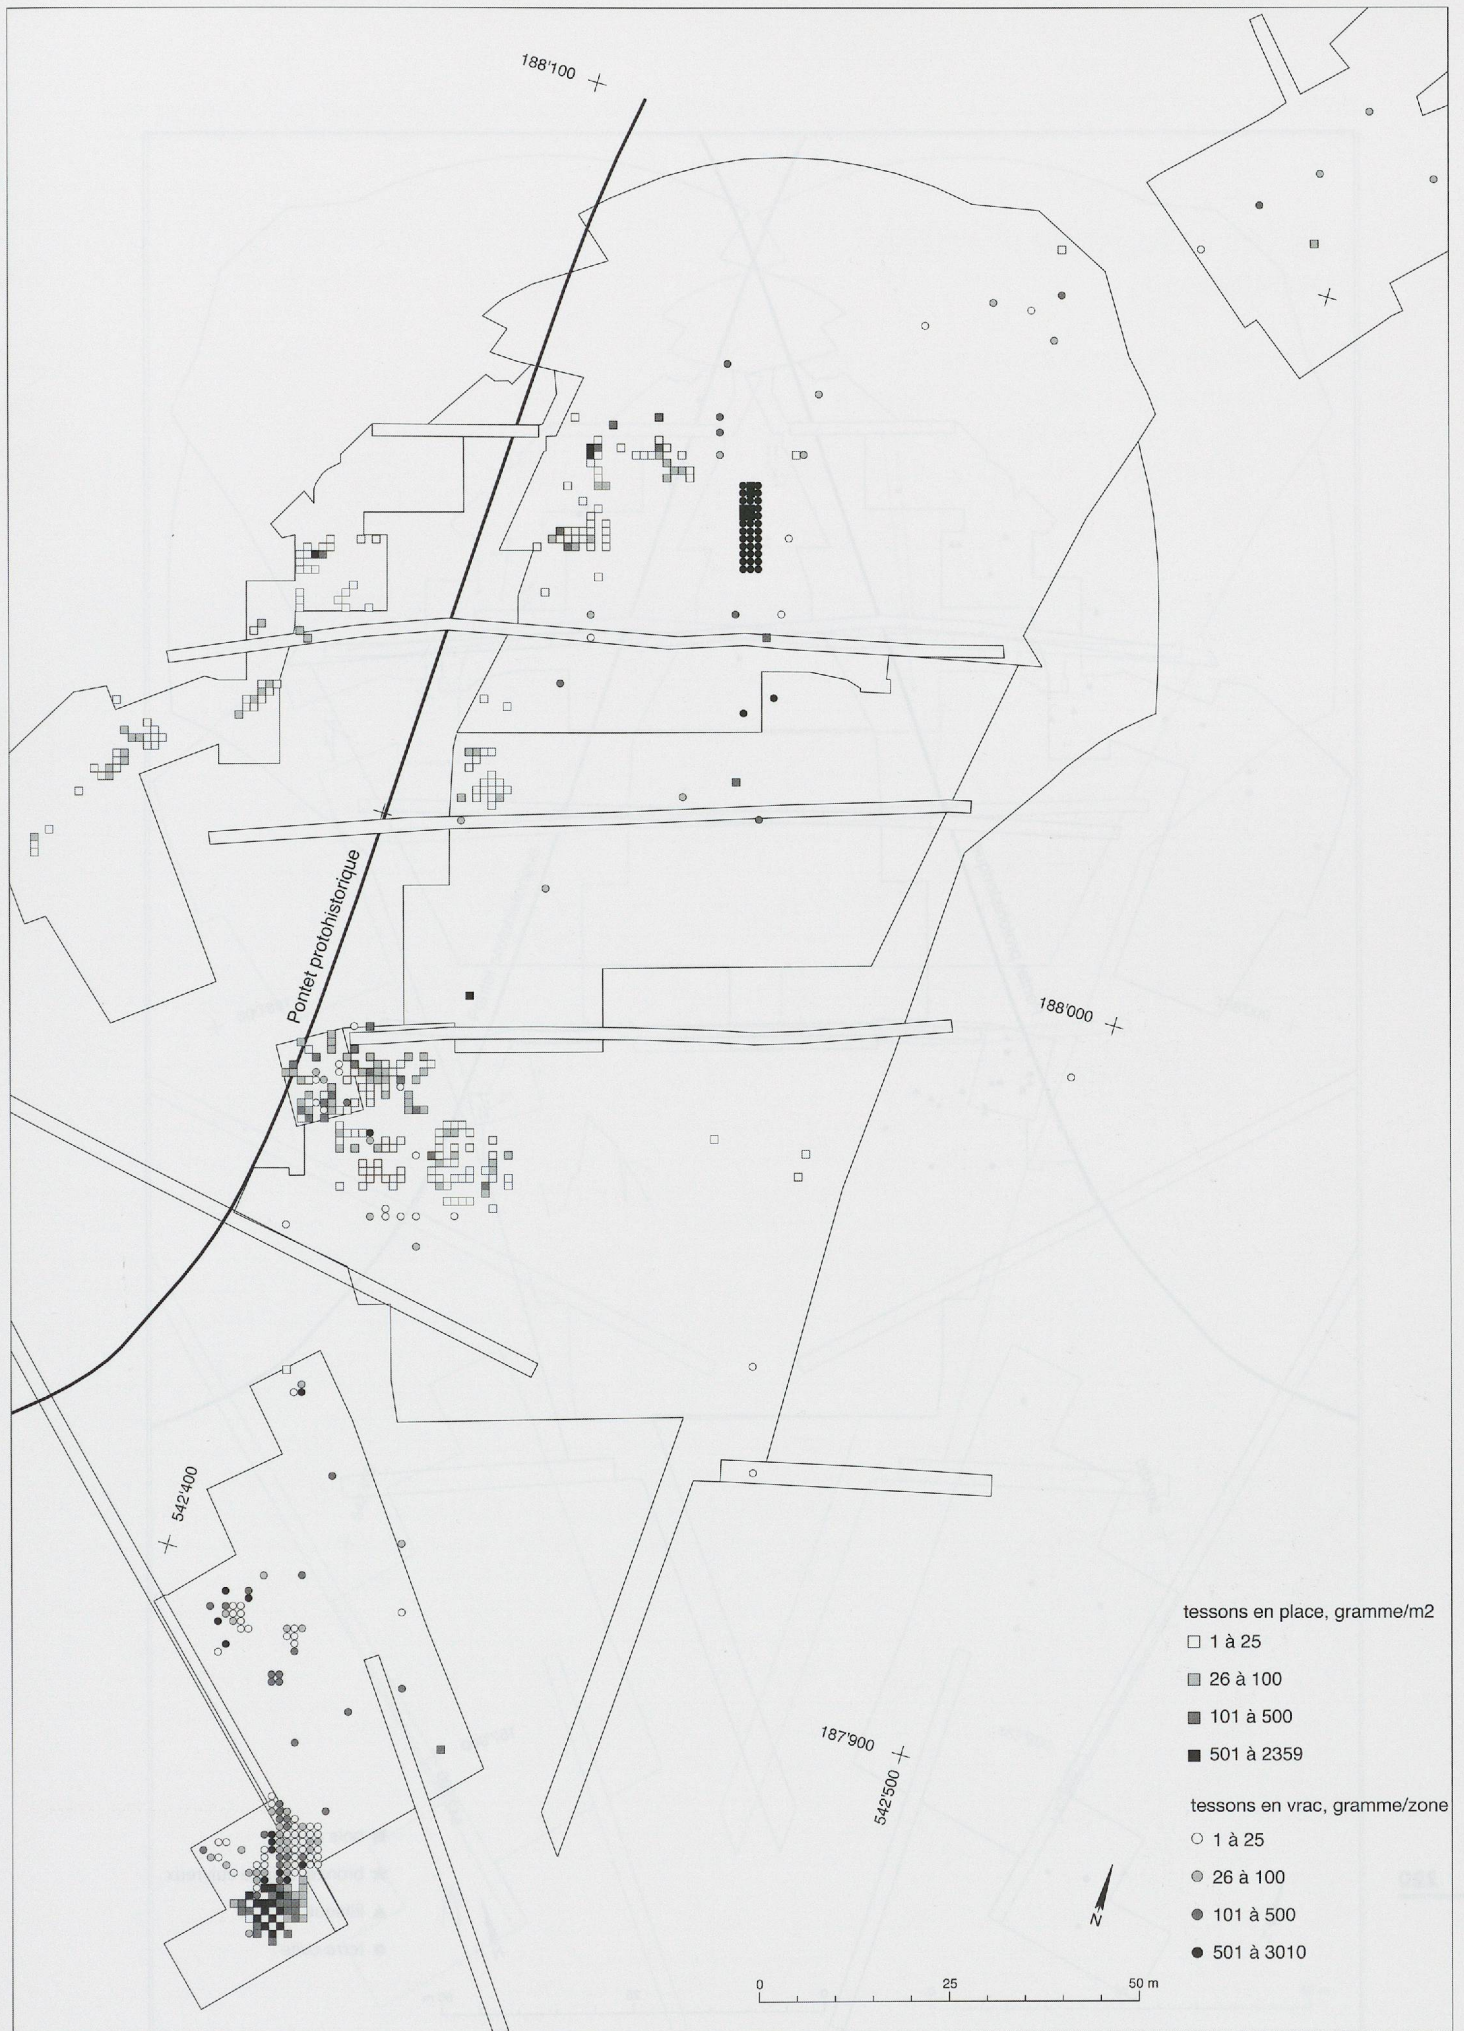 188'100
Pontet protohistorique
188'000
542'400
187'900
542'500
tessons en place, gramme/m2
1 à 25
26 à 100
101 à 500
501 à 2359
tessons en vrac, gramme/zone
1 à 25
26 à 100
101 à 500
501 à 3010
N
0 25 50 m